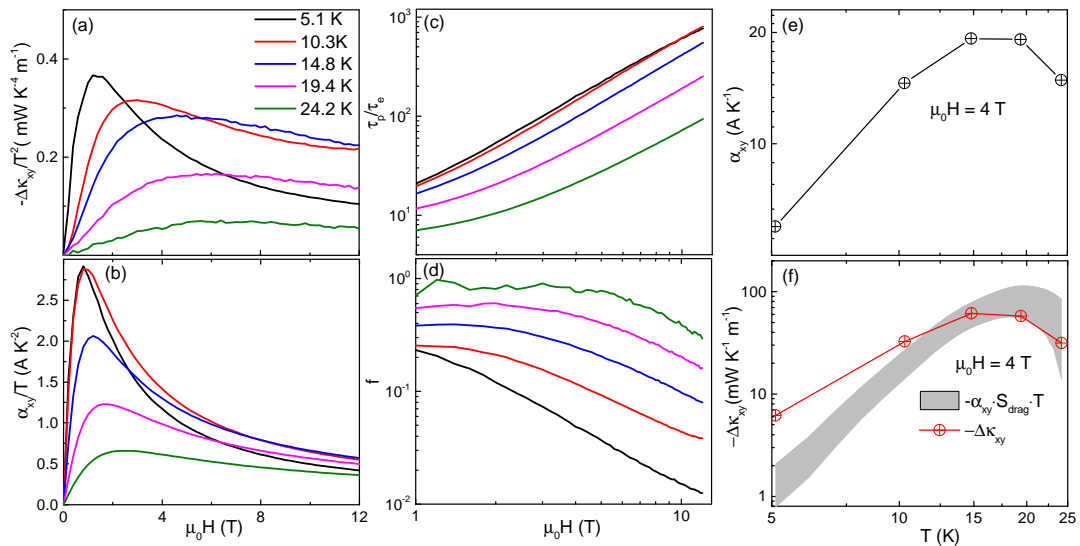 (a)
5.1 K
10.3K
14.8 K
19.4 K
24.2 K
0.4
0.2
-Δκxy/T² ( mW K⁻⁴ m⁻¹)
(b)
2.5
2.0
1.5
1.0
0.5
0.0
αxy/T (A K⁻²)
0 4 8 12
μ₀H (T)
(c)
10³
10²
10¹
τp/τe
(d)
10⁰
10⁻¹
10⁻²
f
1 10
μ₀H (T)
(e)
20
10
αxy (A K⁻¹)
μ₀H = 4 T
(f)
100
10
1
−Δκxy(mW K⁻¹ m⁻¹)
μ₀H = 4 T
-αxy·Sdrag·T
−Δκxy
5 10 15 20 25
T (K)